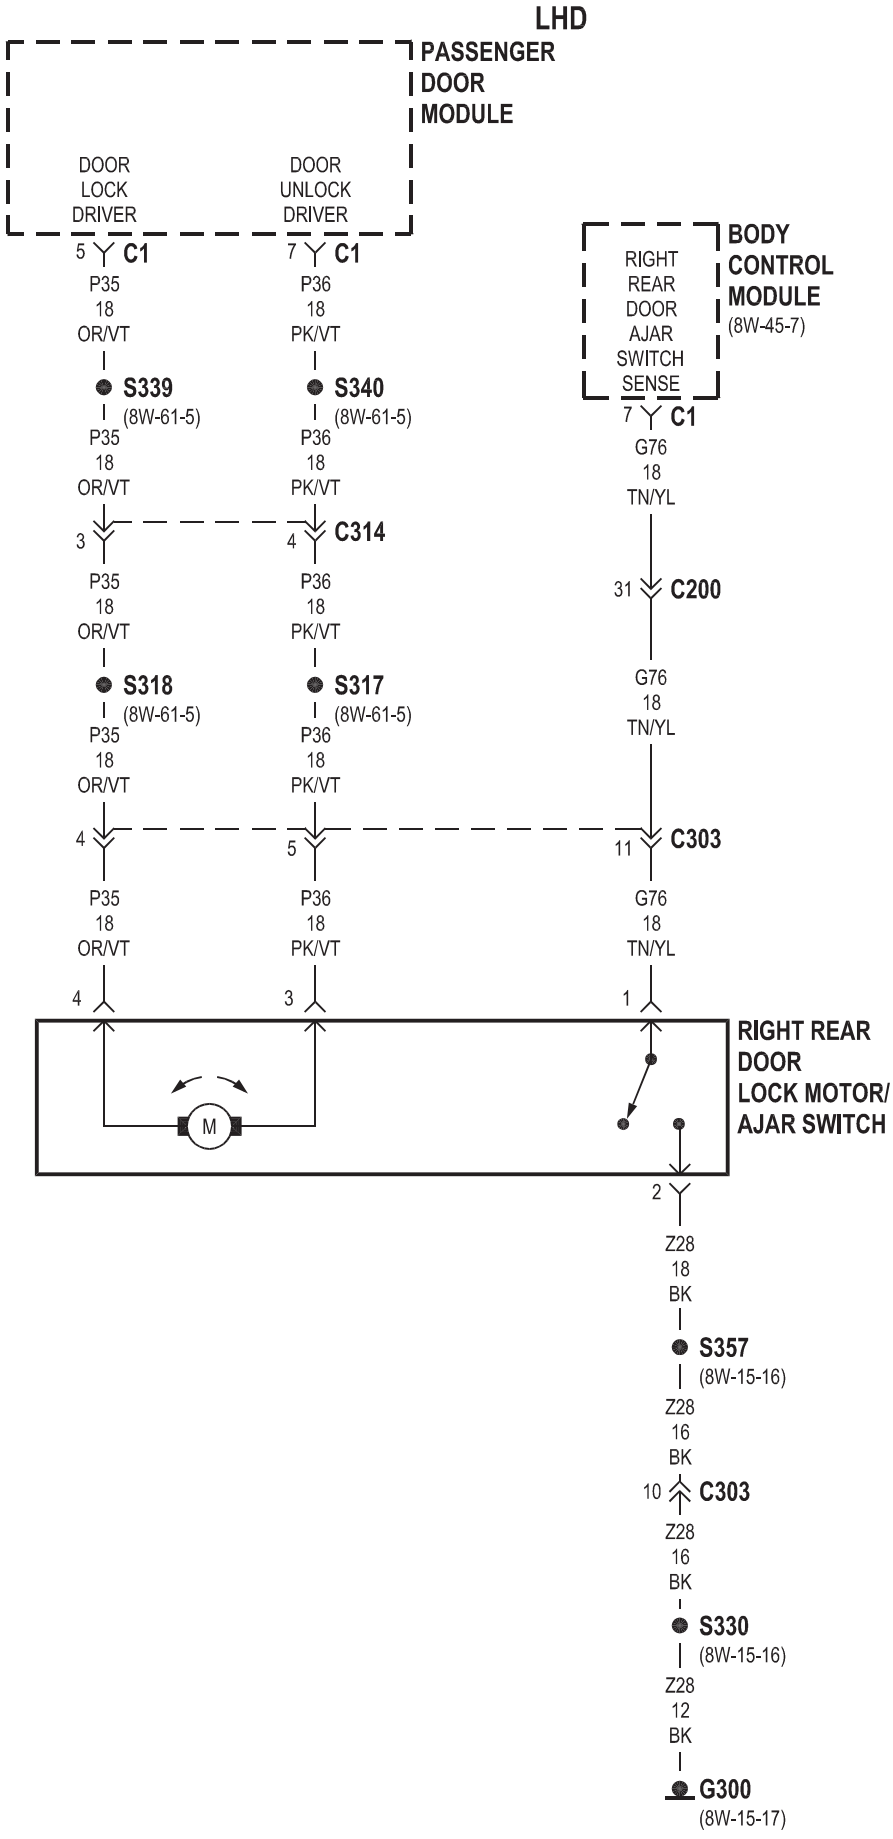 LHD
PASSENGER
DOOR
MODULE
DOOR
LOCK
DRIVER
DOOR
UNLOCK
DRIVER
5 C1
7 C1
P35
18
OR/VT
P36
18
PK/VT
BODY
CONTROL
MODULE
(8W-45-7)
RIGHT
REAR
DOOR
AJAR
SWITCH
SENSE
7 C1
S339
(8W-61-5)
S340
(8W-61-5)
P35
18
OR/VT
P36
18
PK/VT
G76
18
TN/YL
3
4 C314
31 C200
P35
18
OR/VT
P36
18
PK/VT
S318
(8W-61-5)
S317
(8W-61-5)
G76
18
TN/YL
P35
18
OR/VT
P36
18
PK/VT
4
5
11 C303
P35
18
OR/VT
P36
18
PK/VT
G76
18
TN/YL
4
3
1
RIGHT REAR
DOOR
LOCK MOTOR/
AJAR SWITCH
M
2
Z28
18
BK
S357
(8W-15-16)
Z28
16
BK
10 C303
Z28
16
BK
S330
(8W-15-16)
Z28
12
BK
G300
(8W-15-17)